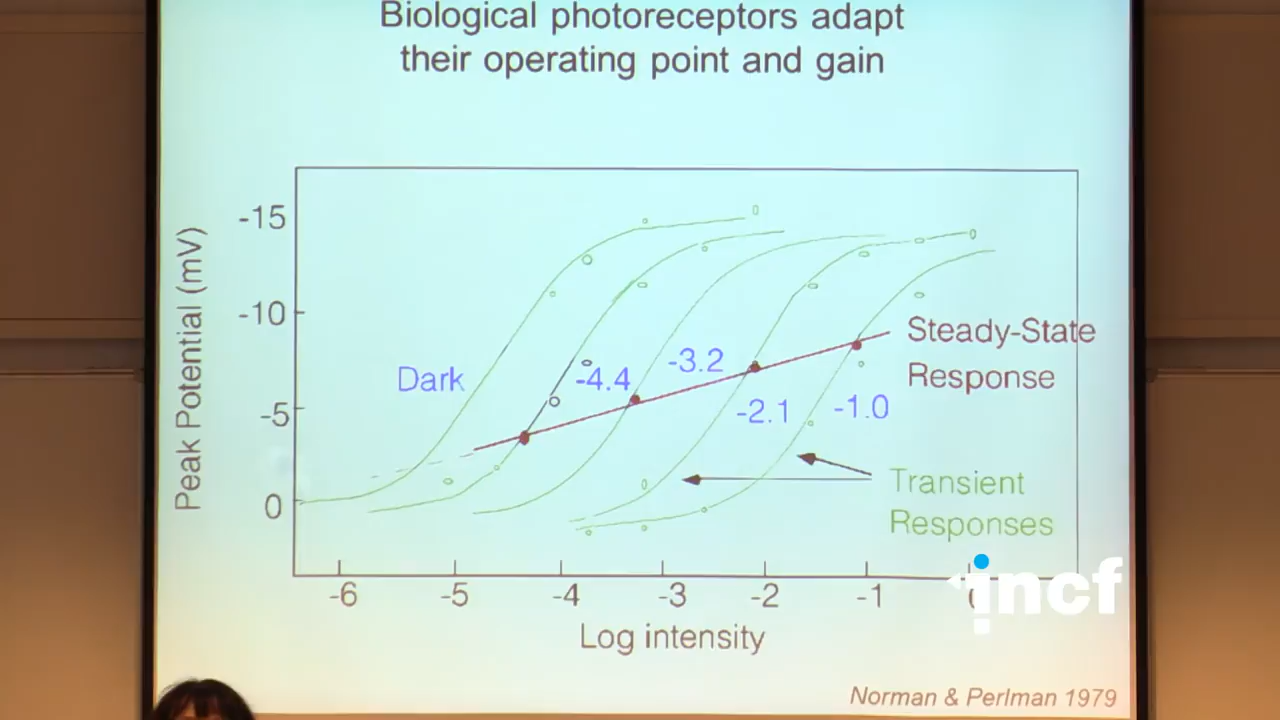 Biological photoreceptors adapt
their operating point and gain
Peak Potential (mV)
-15
-10
-5
0
Dark
-4.4
-3.2
-2.1
-1.0
Steady-State
Response
Transient
Responses
-6
-5
-4
-3
-2
-1
Log intensity
incf
Norman & Perlman 1979